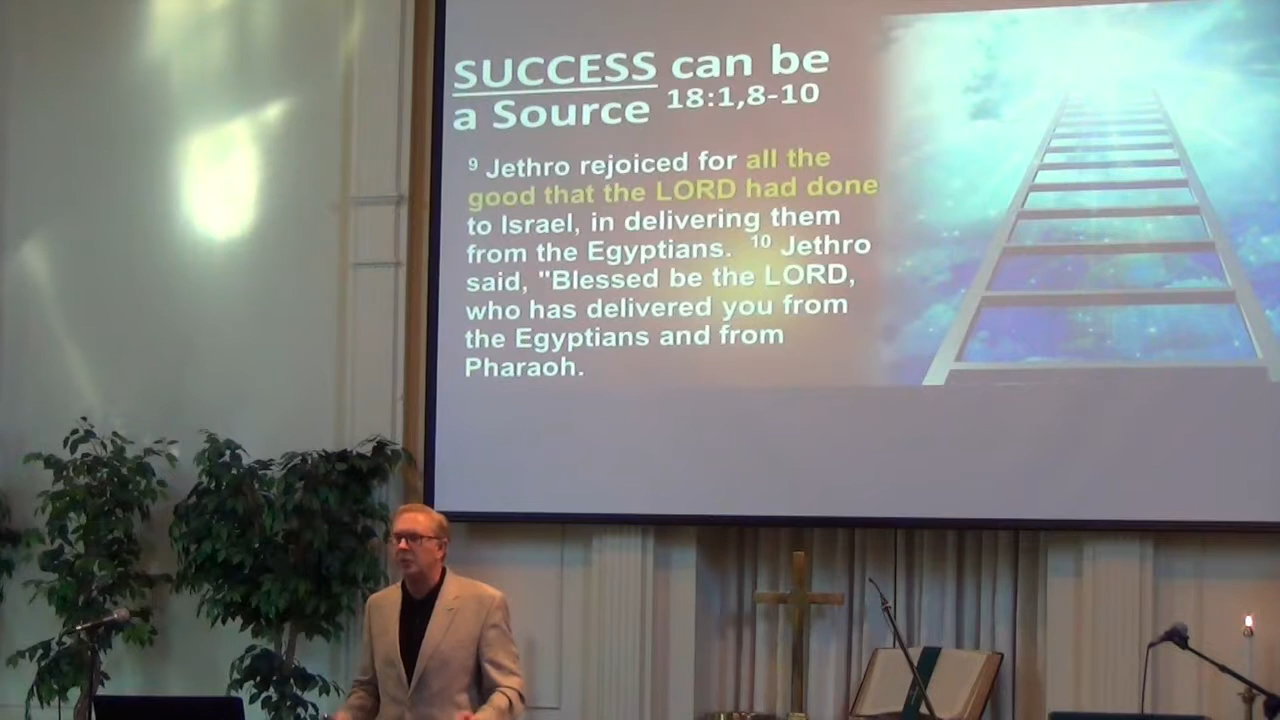 SUCCESS can be
a Source 18:1,8-10
9 Jethro rejoiced for all the
good that the LORD had done
to Israel, in delivering them
from the Egyptians. 10 Jethro
said, "Blessed be the LORD,
who has delivered you from
the Egyptians and from
Pharaoh.